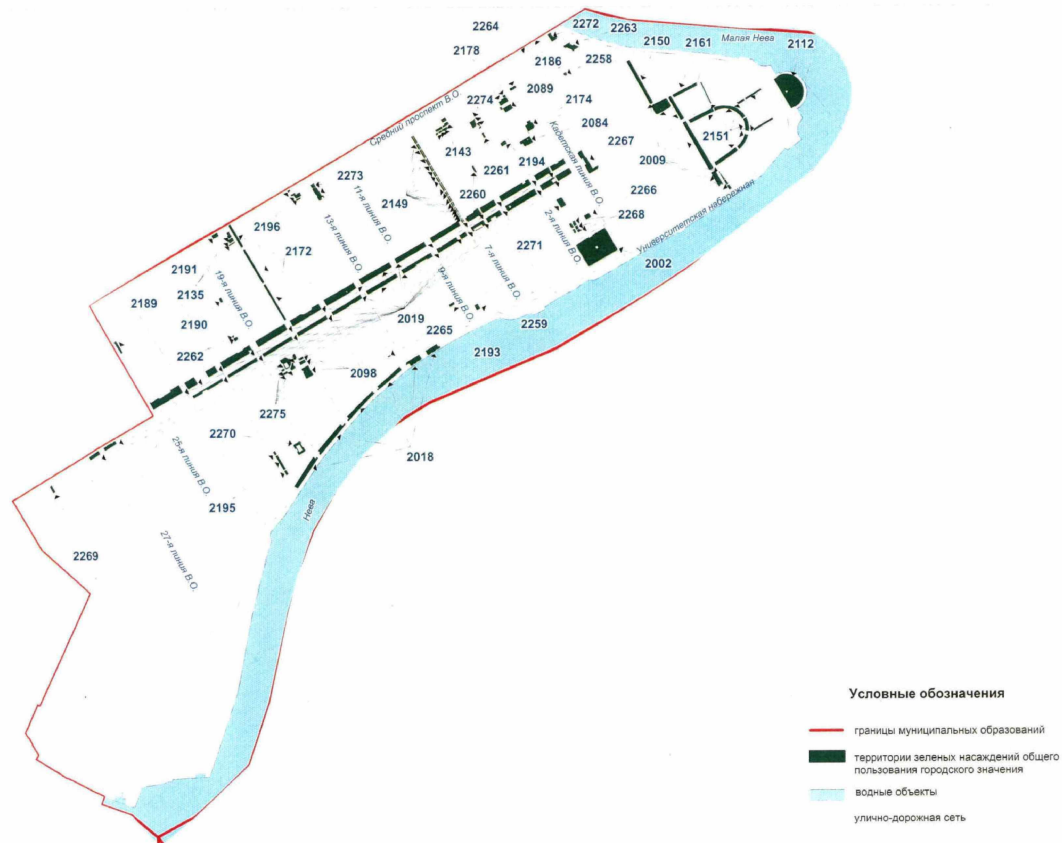 2264
2272
2263
2150
2161
Малая Нева
2112
2178
2186
2258
2089
2274
2174
Средний проспект В.О.
2084
Кадетская линия В.О.
2143
2267
2151
2009
2194
2261
2273
11-я линия В.О.
2149
2260
2266
2268
2-я линия В.О.
Университетская набережная
2196
13-я линия В.О.
2172
2271
7-я линия В.О.
2002
2191
19-я линия В.О.
9-я линия В.О.
2135
2189
2190
2019
2265
2259
2262
2193
2098
2275
2270
25-я линия В.О.
2018
2195
Нева
27-я линия В.О.
2269
Условные обозначения
границы муниципальных образований
территории зеленых насаждений общего
пользования городского значения
водные объекты
улично-дорожная сеть